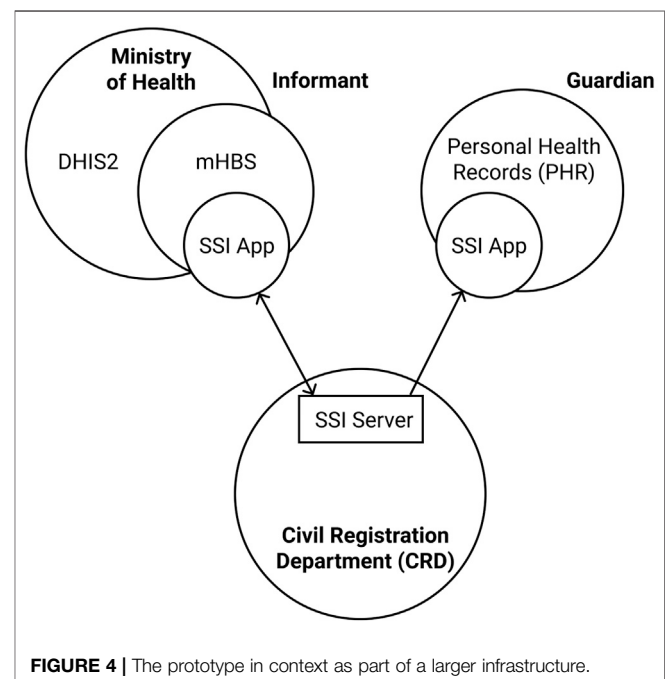 Ministry
of Health
Informant
Guardian
DHIS2
mHBS
SSI App
Personal Health
Records (PHR)
SSI App
SSI Server
Civil Registration
Department (CRD)
FIGURE 4 | The prototype in context as part of a larger infrastructure.